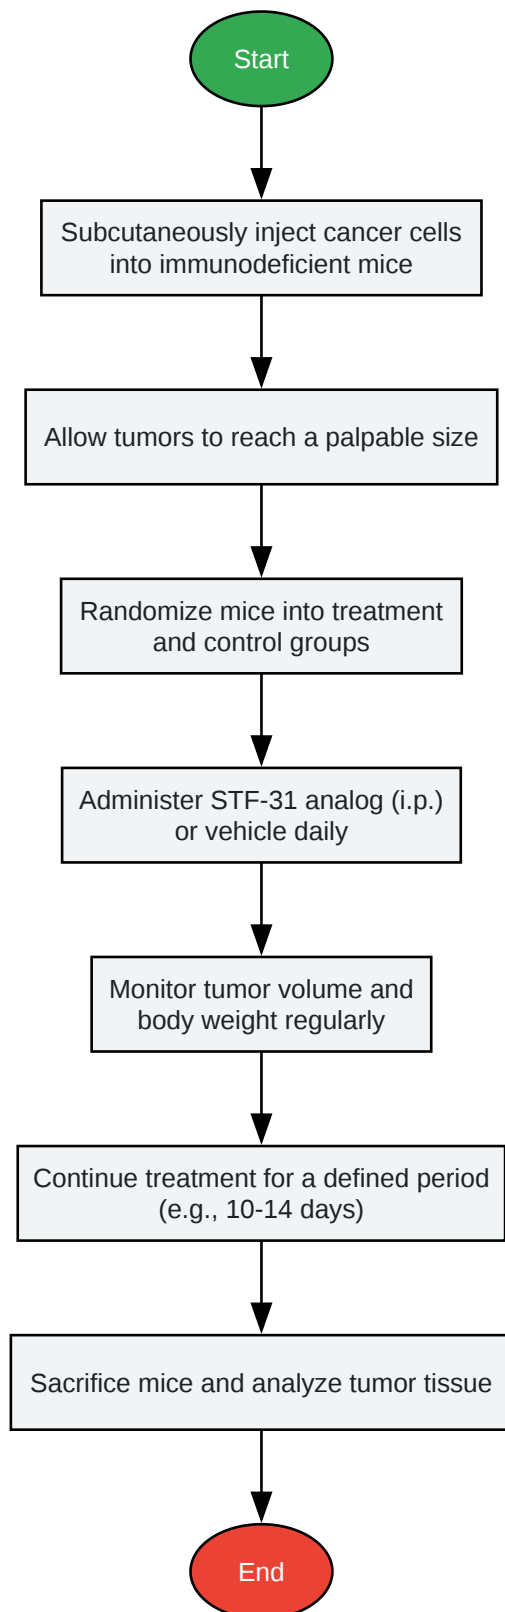 Start
Subcutaneously inject cancer cells
into immunodeficient mice
Allow tumors to reach a palpable size
Randomize mice into treatment
and control groups
Administer STF-31 analog (i.p.)
or vehicle daily
Monitor tumor volume and
body weight regularly
Continue treatment for a defined period
(e.g., 10-14 days)
Sacrifice mice and analyze tumor tissue
End